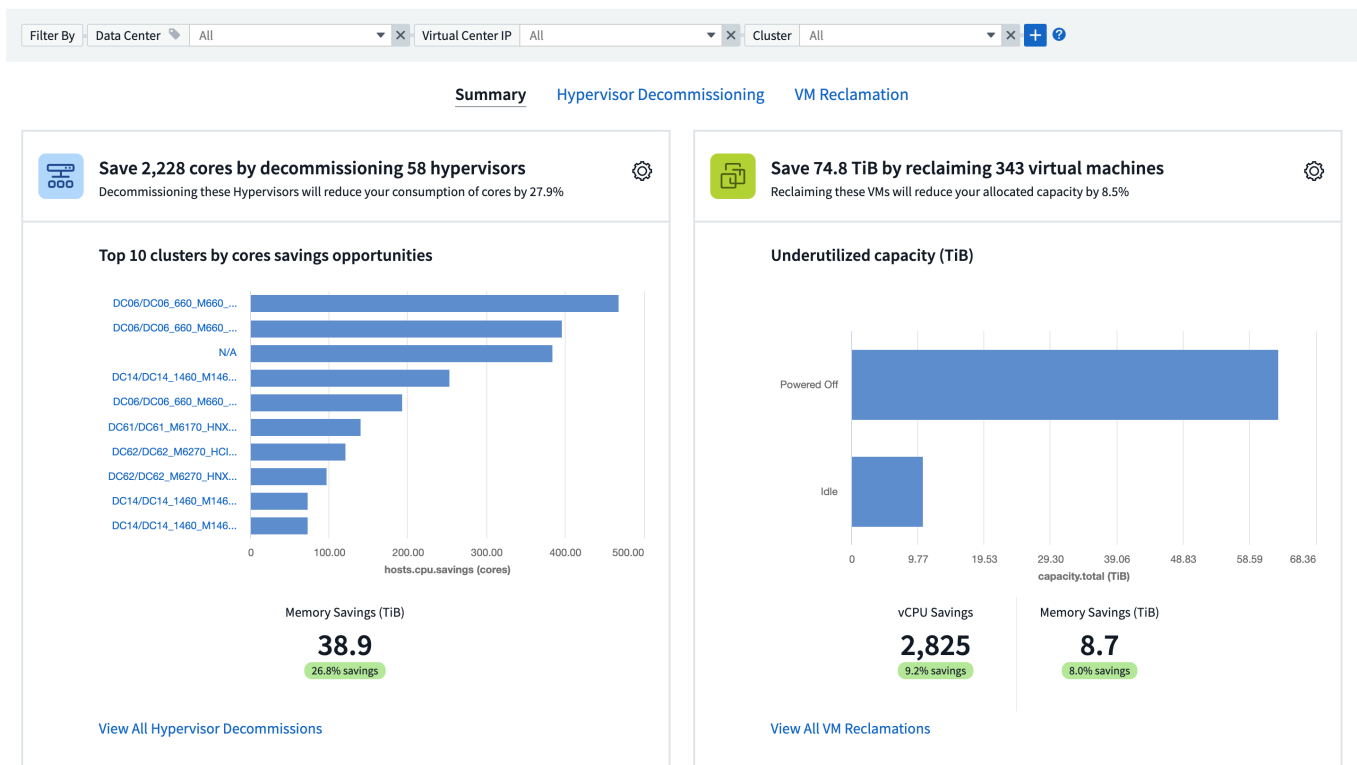 Filter By Data Center All Virtual Center IP All Cluster All
Summary Hypervisor Decommissioning VM Reclamation
Save 2,228 cores by decommissioning 58 hypervisors
Decommissioning these Hypervisors will reduce your consumption of cores by 27.9%
Top 10 clusters by cores savings opportunities
DC06/DC06_660_M660_...
DC06/DC06_660_M660_...
N/A
DC14/DC14_1460_M146...
DC06/DC06_660_M660_...
DC61/DC61_M6170_HNX...
DC62/DC62_M6270_HCI...
DC62/DC62_M6270_HNX...
DC14/DC14_1460_M146...
DC14/DC14_1460_M146...
0 100.00 200.00 300.00 400.00 500.00
hosts.cpu.savings (cores)
Memory Savings (TiB)
38.9
26.8% savings
View All Hypervisor Decommissions
Save 74.8 TiB by reclaiming 343 virtual machines
Reclaiming these VMs will reduce your allocated capacity by 8.5%
Underutilized capacity (TiB)
Powered Off
Idle
0 9.77 19.53 29.30 39.06 48.83 58.59 68.36
capacity.total (TiB)
vCPU Savings
2,825
9.2% savings
Memory Savings (TiB)
8.7
8.0% savings
View All VM Reclamations